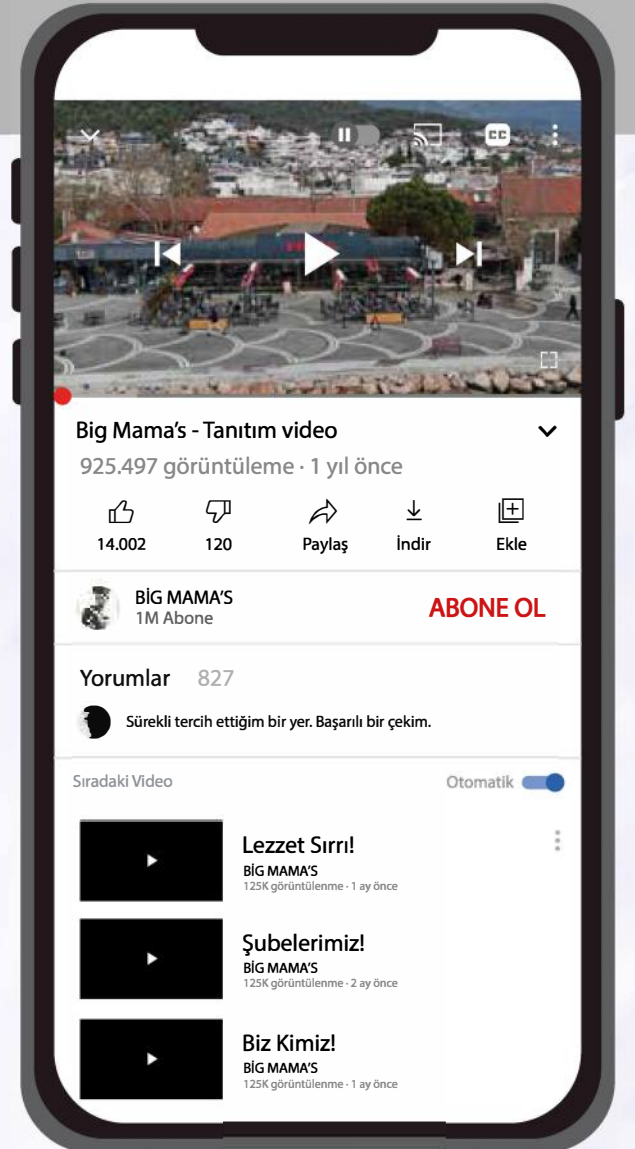 CC
Big Mama's - Tanıtım video
925.497 görüntüleme · 1 yıl önce
14.002 120 Paylaş İndir Ekle
BİG MAMA'S
1M Abone
ABONE OL
Yorumlar 827
Sürekli tercih ettiğim bir yer. Başarılı bir çekim.
Sıradaki Video Otomatik
Lezzet Sırrı!
BİG MAMA'S
125K görüntülenme · 1 ay önce
Şubelerimiz!
BİG MAMA'S
125K görüntülenme · 2 ay önce
Biz Kimiz!
BİG MAMA'S
125K görüntülenme · 1 ay önce